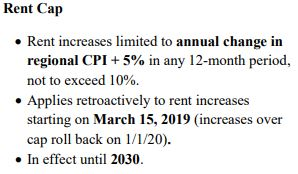 Rent Cap
• Rent increases limited to annual change in
regional CPI + 5% in any 12-month period,
not to exceed 10%.
• Applies retroactively to rent increases
starting on March 15, 2019 (increases over
cap roll back on 1/1/20).
• In effect until 2030.